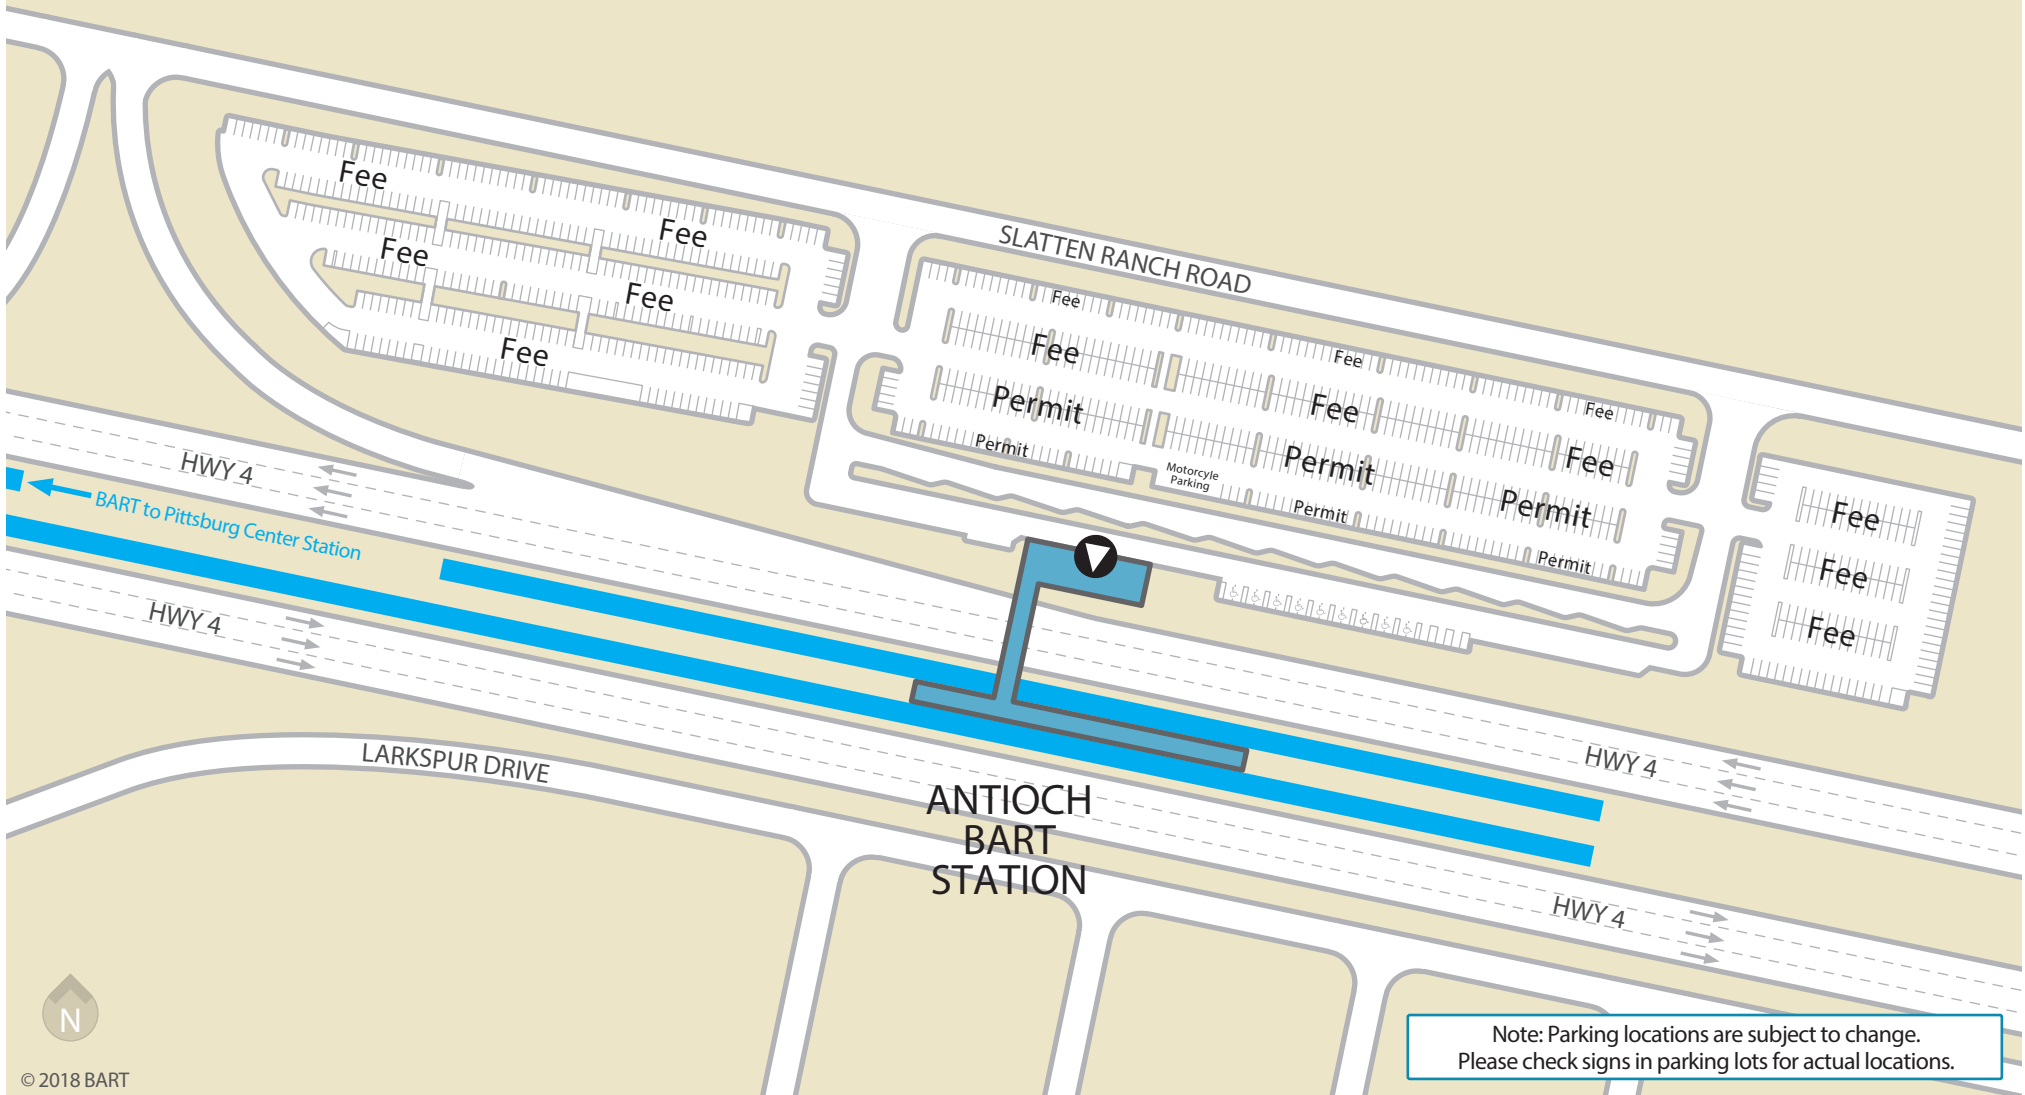 Fee
Fee
Fee
Fee
Fee
SLATTEN RANCH ROAD
Fee
Fee
Fee
Fee
Fee
Fee
Permit
Permit
Permit
Permit
Motorcyle
Parking
Permit
Permit
Fee
Fee
Fee
HWY 4
BART to Pittsburg Center Station
HWY 4
HWY 4
HWY 4
LARKSPUR DRIVE
ANTIOCH
BART
STATION
N
© 2018 BART
Note: Parking locations are subject to change.
Please check signs in parking lots for actual locations.